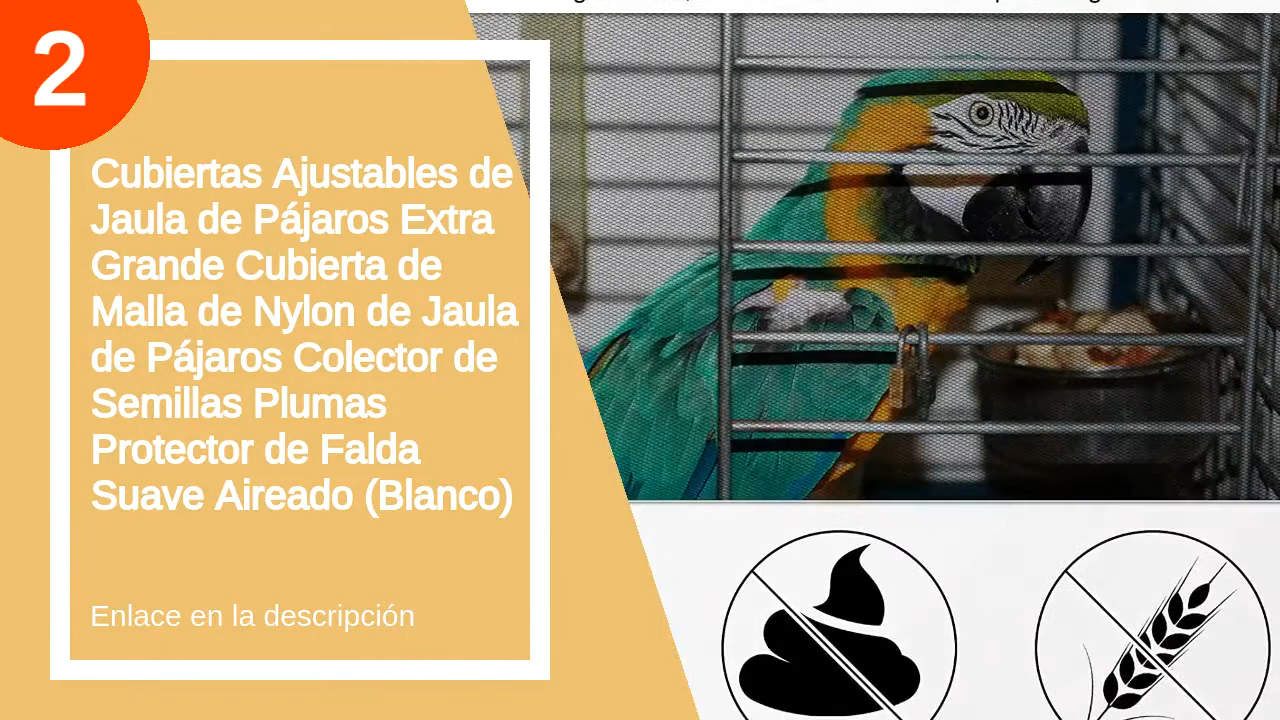 2
Cubiertas Ajustables de
Jaula de Pájaros Extra
Grande Cubierta de
Malla de Nylon de Jaula
de Pájaros Colector de
Semillas Plumas
Protector de Falda
Suave Aireado (Blanco)
Enlace en la descripción